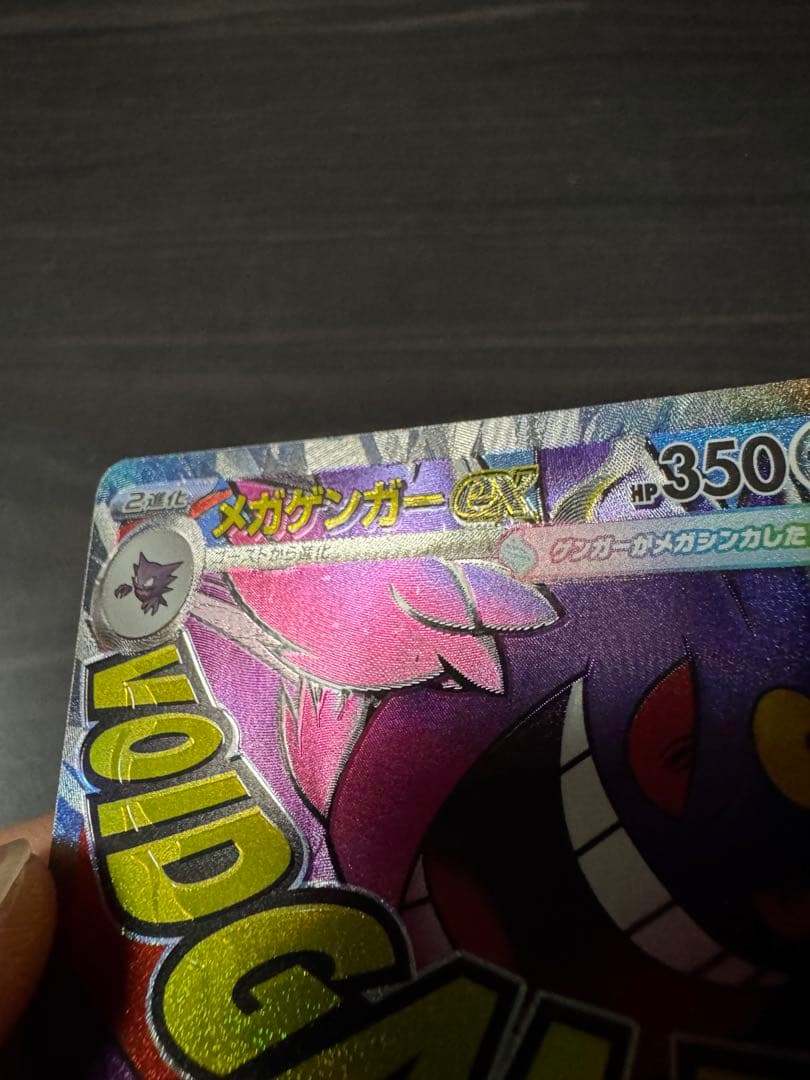 2進化
メガゲンガーex
HP350
ゴーストから進化
ゲンガーがメガシンカした
VOID